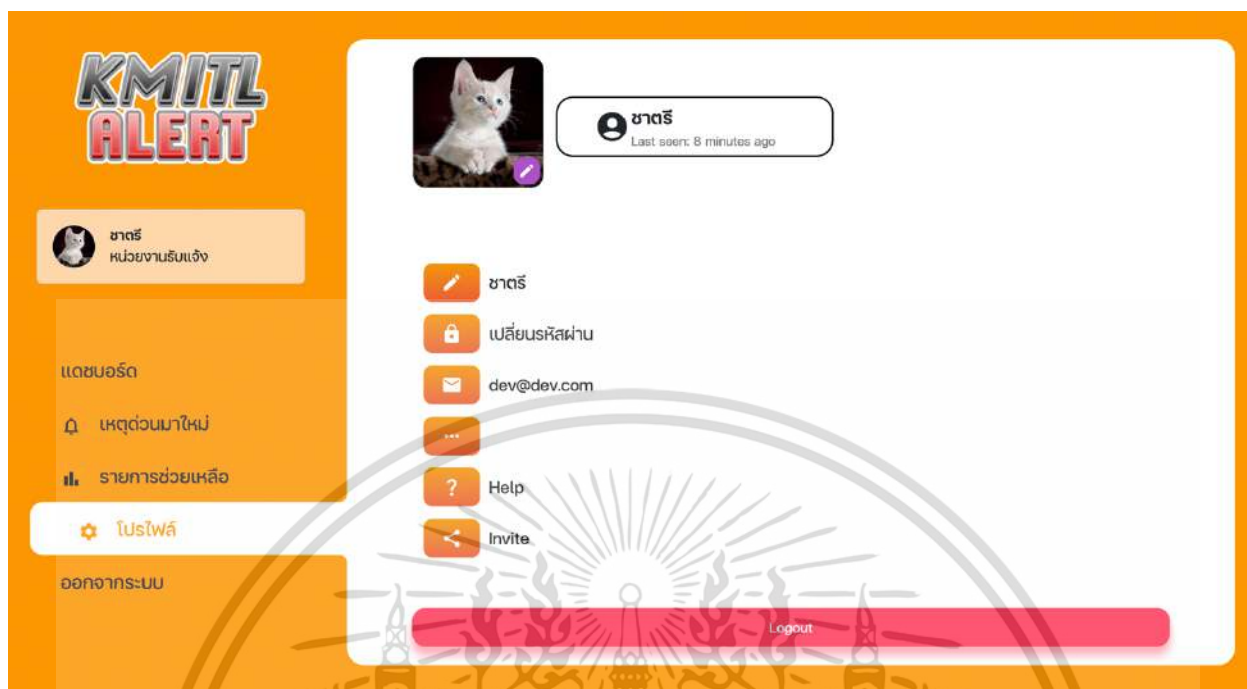 KMITL
ALERT
ชาตรี
หน่วยงานรับแจ้ง
แดชบอร์ด
เหตุด่วนมาใหม่
รายการช่วยเหลือ
โปรไฟล์
ออกจากระบบ
ชาตรี
Last seen: 8 minutes ago
ชาตรี
เปลี่ยนรหัสผ่าน
dev@dev.com
Help
Invite
Logout